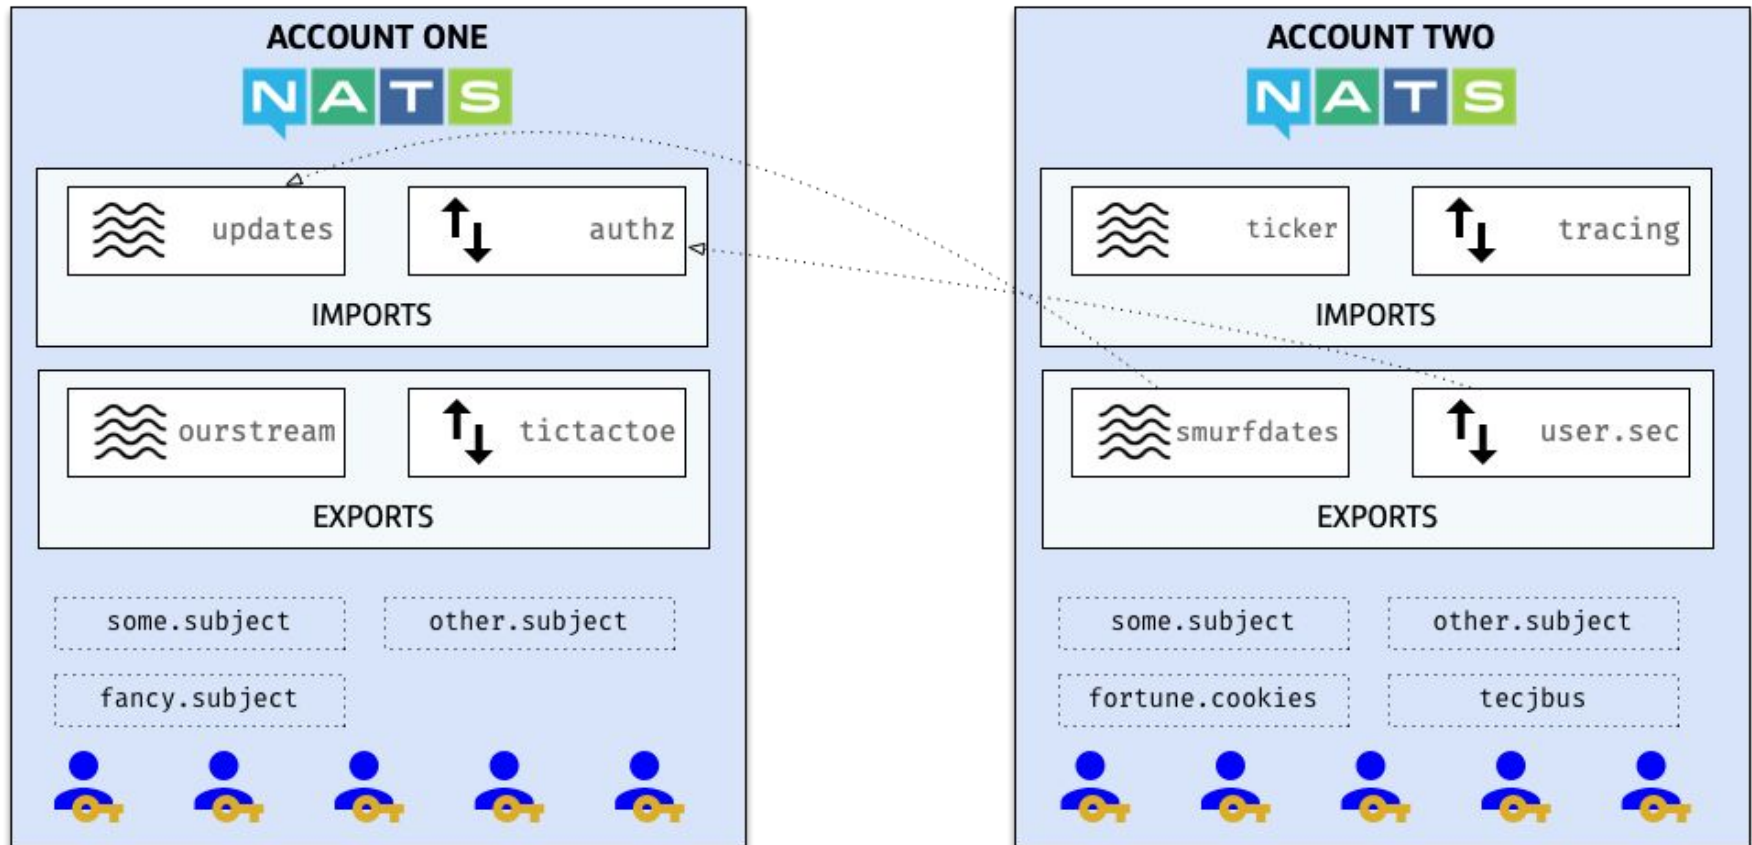 ACCOUNT ONE
NATS
updates
authz
IMPORTS
ourstream
tictactoe
EXPORTS
some.subject
other.subject
fancy.subject
ACCOUNT TWO
NATS
ticker
tracing
IMPORTS
smurfdates
user.sec
EXPORTS
some.subject
other.subject
fortune.cookies
tecjbus